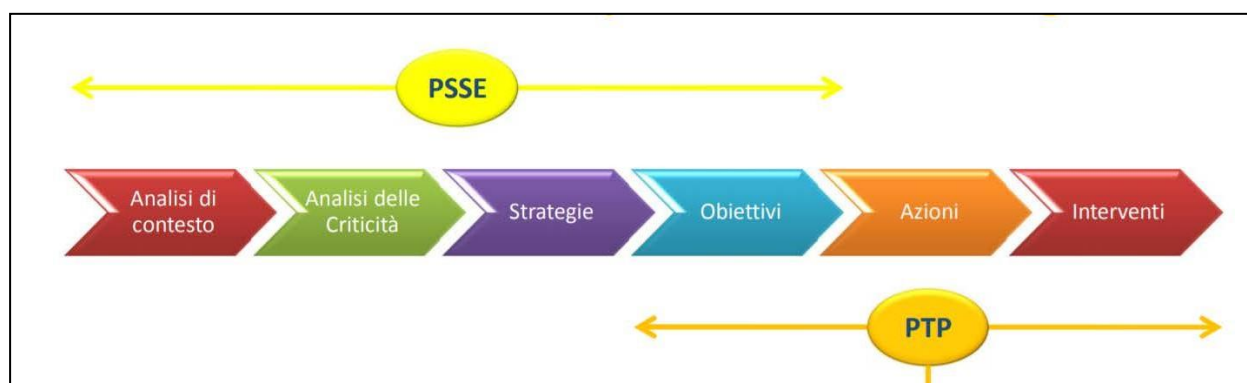 PSSE
Analisi di
contesto
Analisi delle
Criticità
Strategie
Obiettivi
Azioni
Interventi
PTP